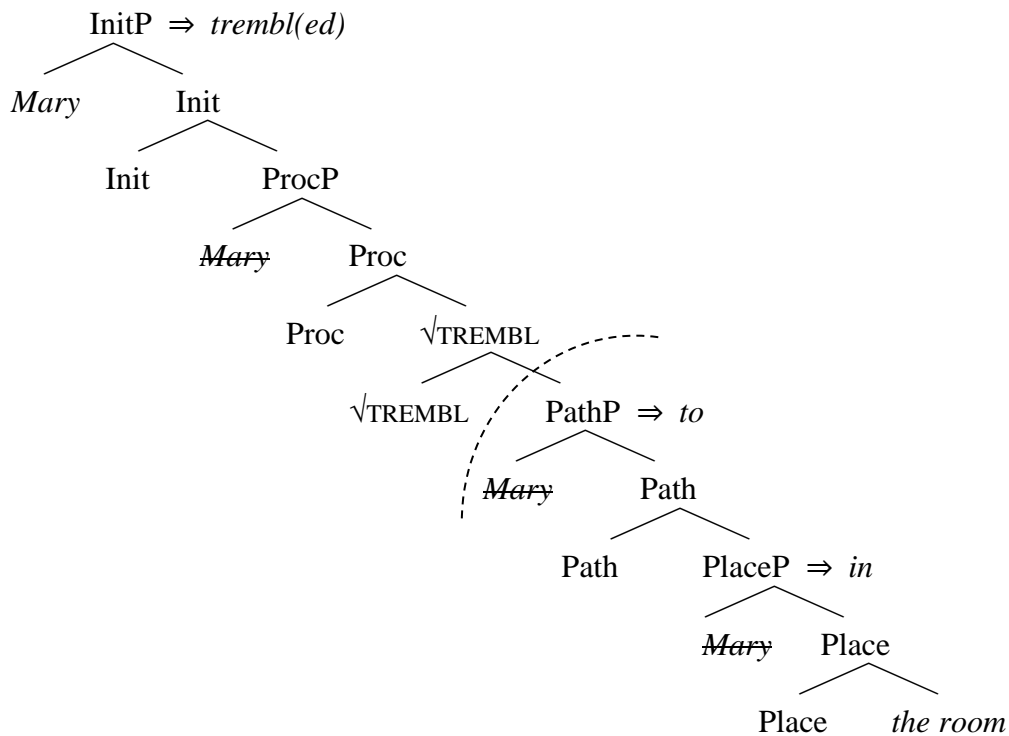 InitP ⇒ trembl(ed)
Mary Init
Init ProcP
Mary Proc
Proc √TREMBL
√TREMBL PathP ⇒ to
Mary Path
Path PlaceP ⇒ in
Mary Place
Place the room